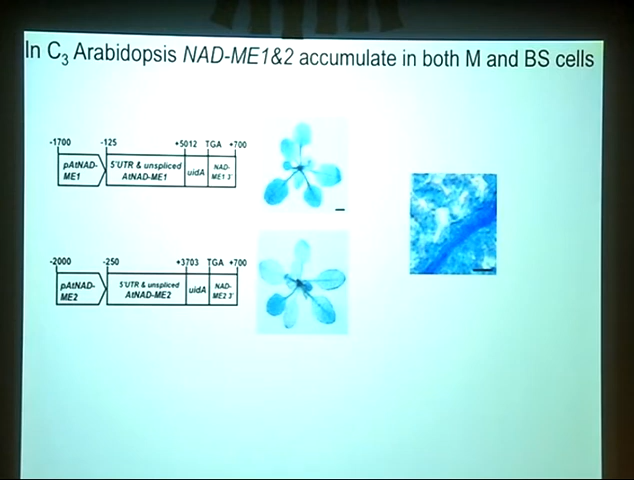 In C3 Arabidopsis NAD-ME1&2 accumulate in both M and BS cells
-1700 -125 +5012 TGA +700
pAtNAD-
ME1
5'UTR & unspliced
AtNAD-ME1
uidA
NAD-
ME1 3'
-2000 -250 +3703 TGA +700
pAtNAD-
ME2
5'UTR & unspliced
AtNAD-ME2
uidA
NAD-
ME2 3'